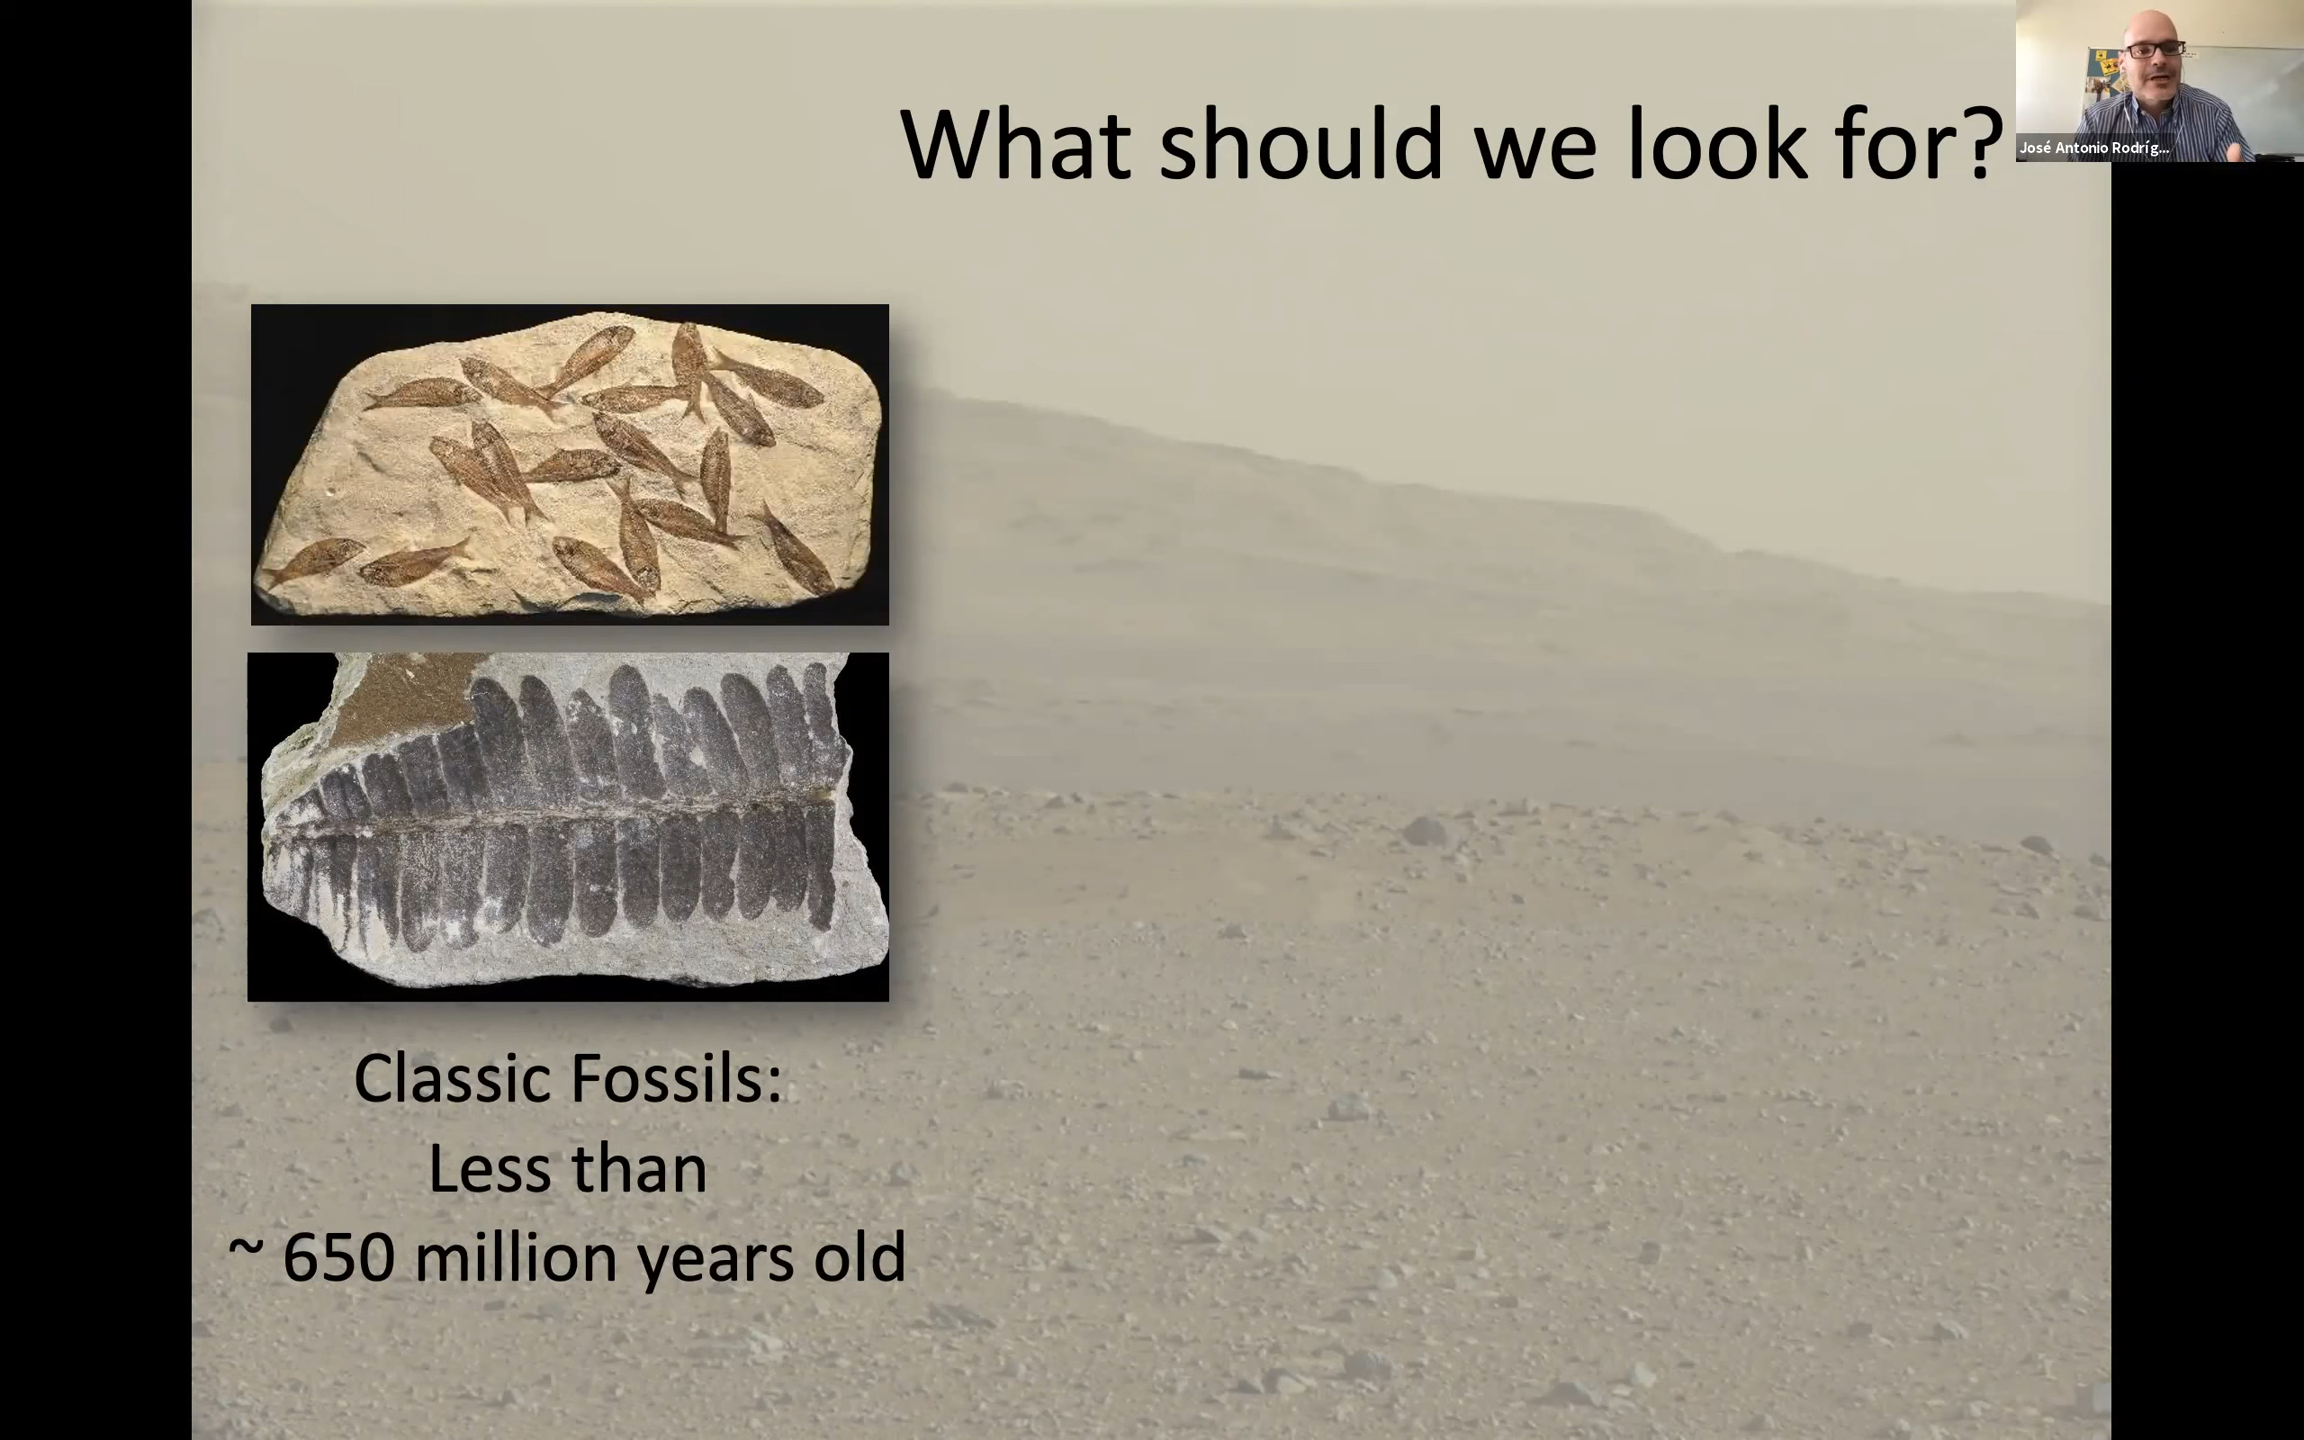 What should we look for?
José Antonio Rodríg...
Classic Fossils:
Less than
~ 650 million years old